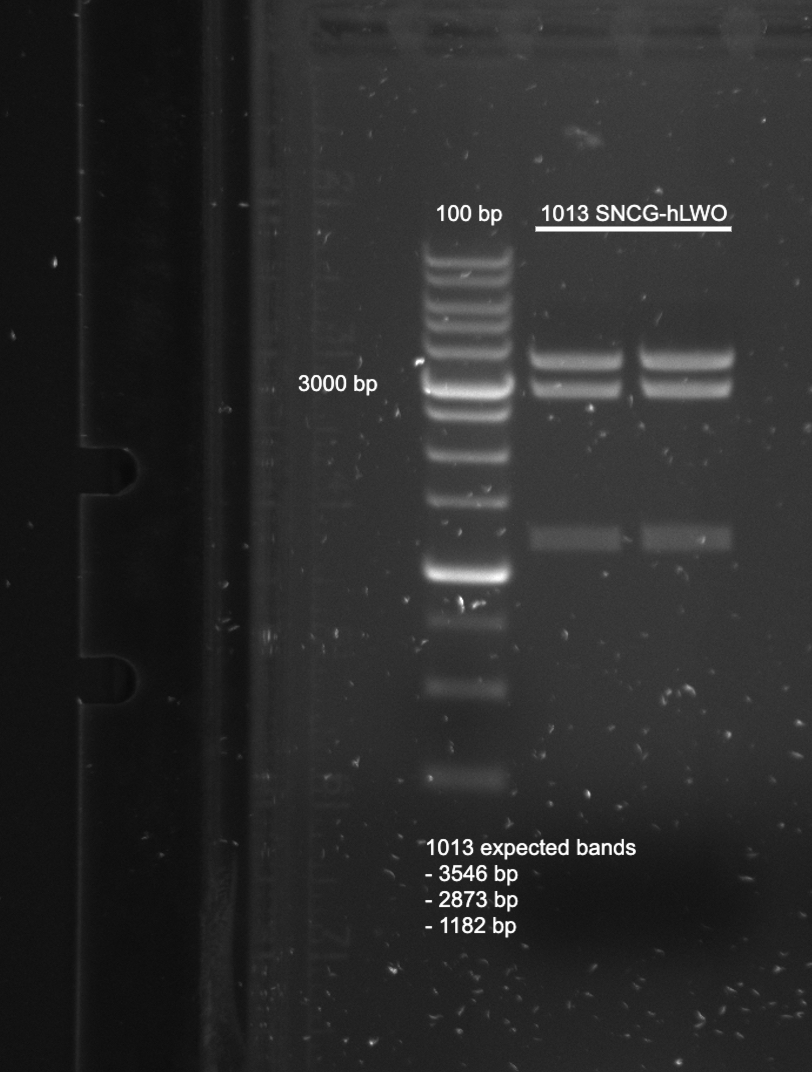 100 bp
1013 SNCG-hLWO
3000 bp
1013 expected bands
- 3546 bp
- 2873 bp
- 1182 bp